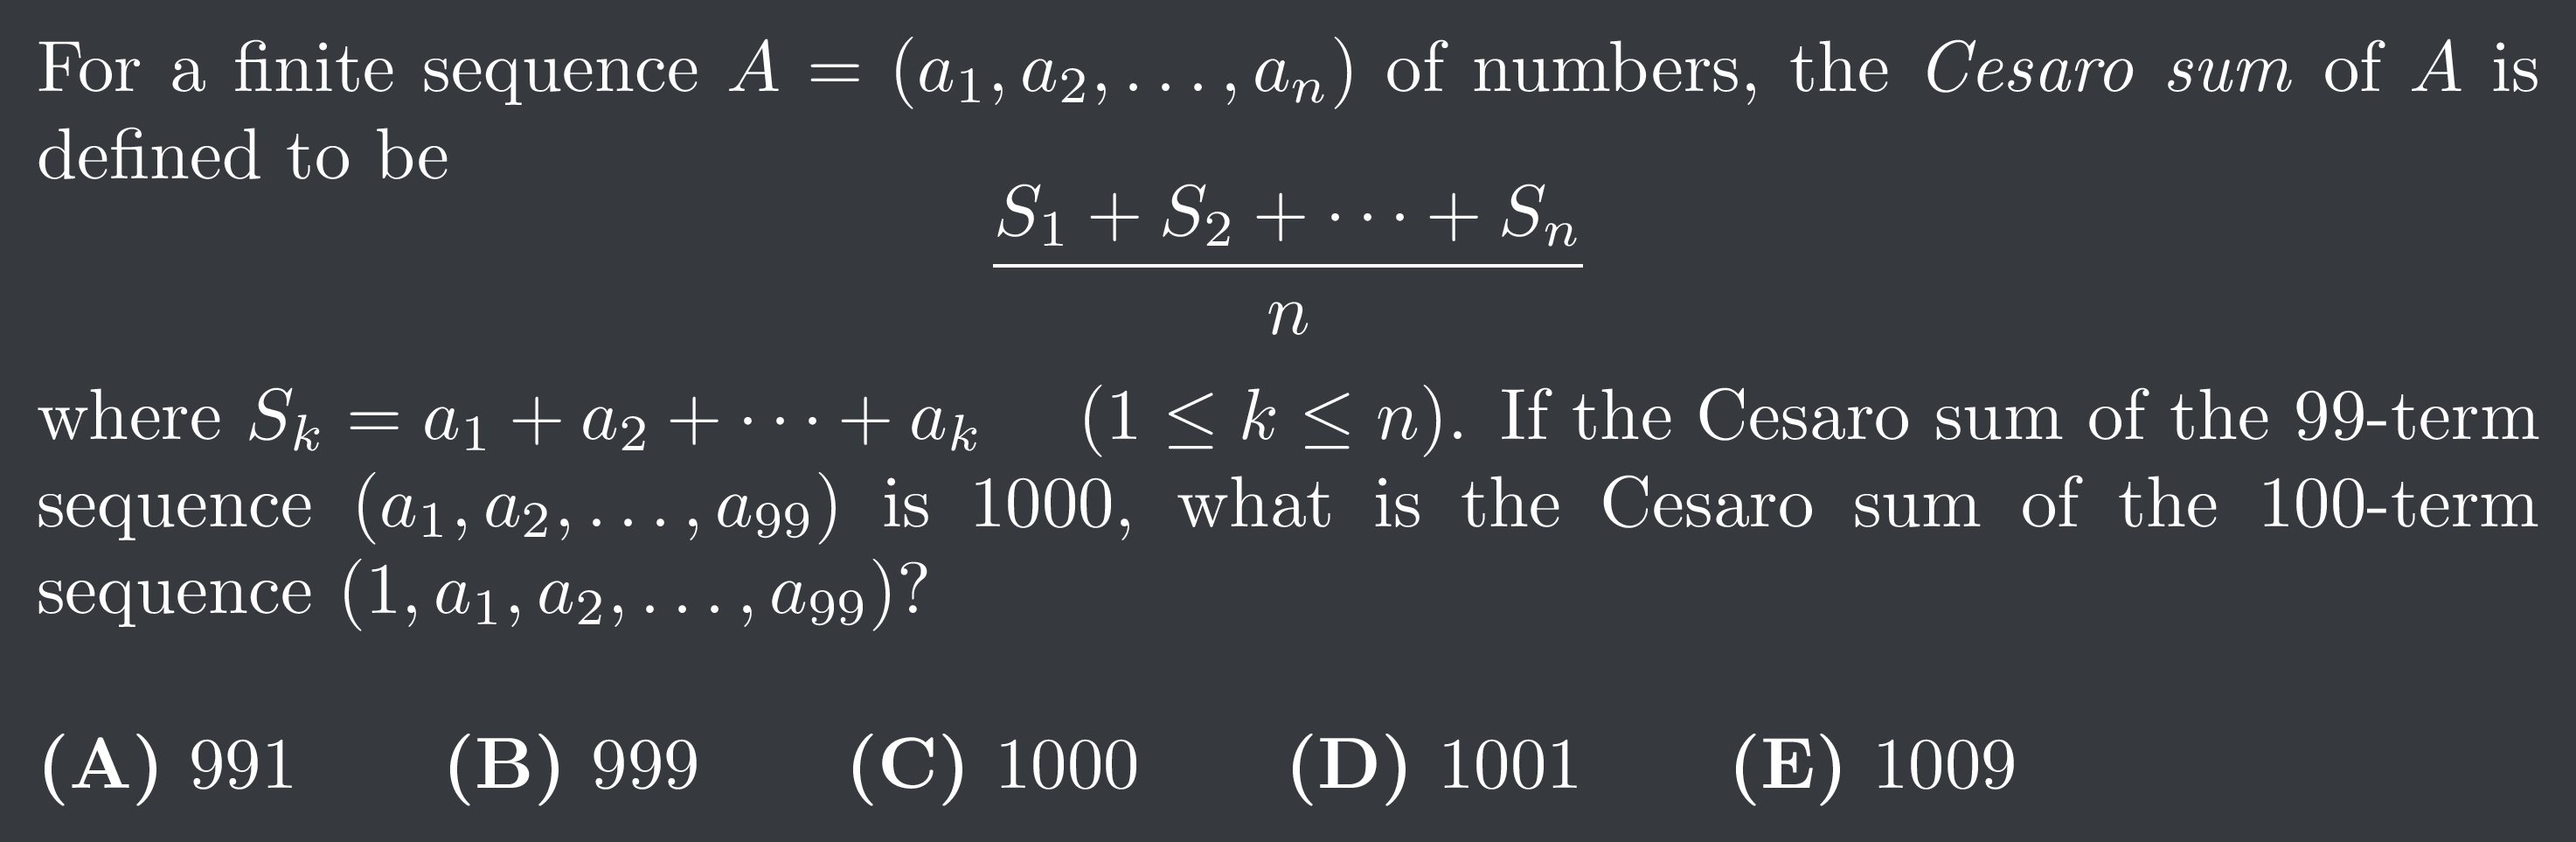 For a finite sequence $A = (a_1, a_2, \ldots, a_n)$ of numbers, the Cesaro sum of $A$ is
defined to be
$$\frac{S_1 + S_2 + \cdots + S_n}{n}$$
where $S_k = a_1 + a_2 + \cdots + a_k \quad (1 \leq k \leq n)$. If the Cesaro sum of the 99-term
sequence $(a_1, a_2, \ldots, a_{99})$ is 1000, what is the Cesaro sum of the 100-term
sequence $(1, a_1, a_2, \ldots, a_{99})$?
(A) 991 (B) 999 (C) 1000 (D) 1001 (E) 1009